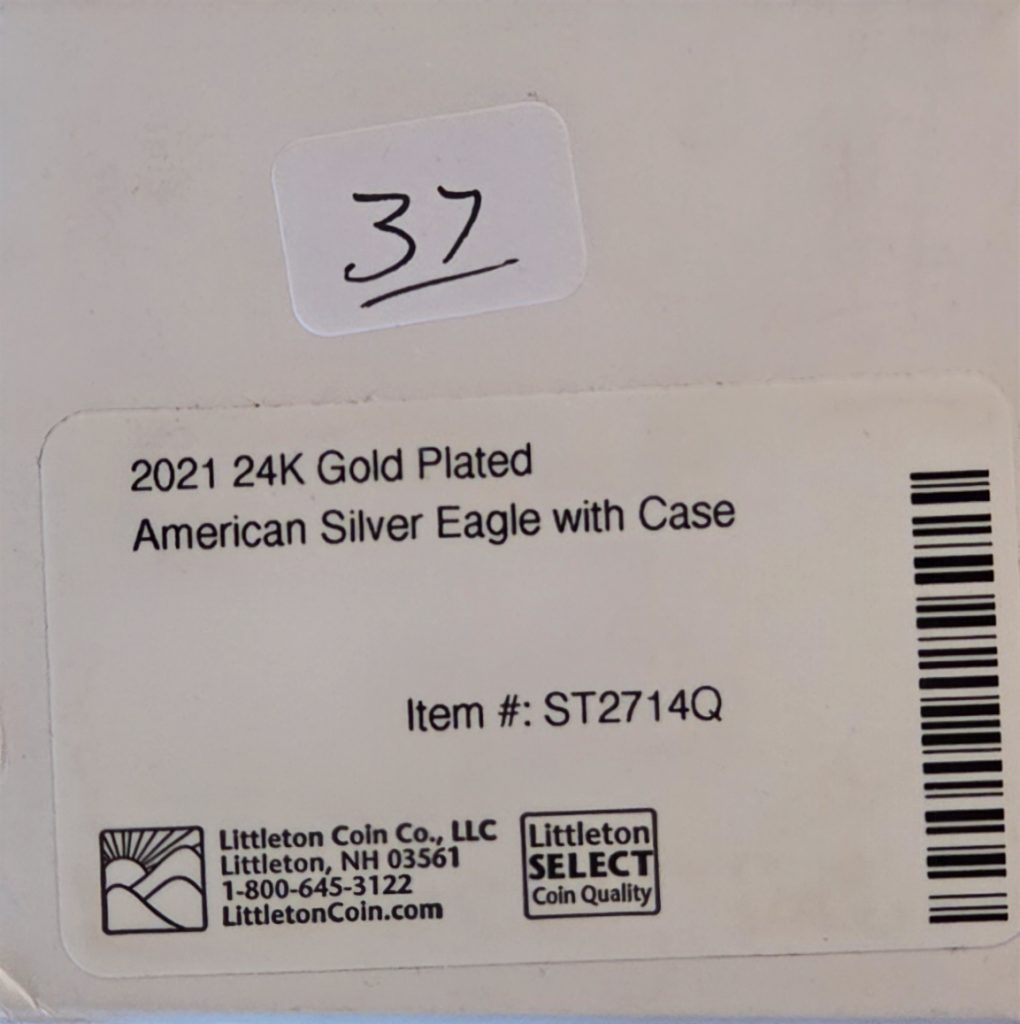 37
2021 24K Gold Plated
American Silver Eagle with Case
Item #: ST2714Q
Littleton Coin Co., LLC
Littleton, NH 03561
1-800-645-3122
LittletonCoin.com
Littleton
SELECT
Coin Quality